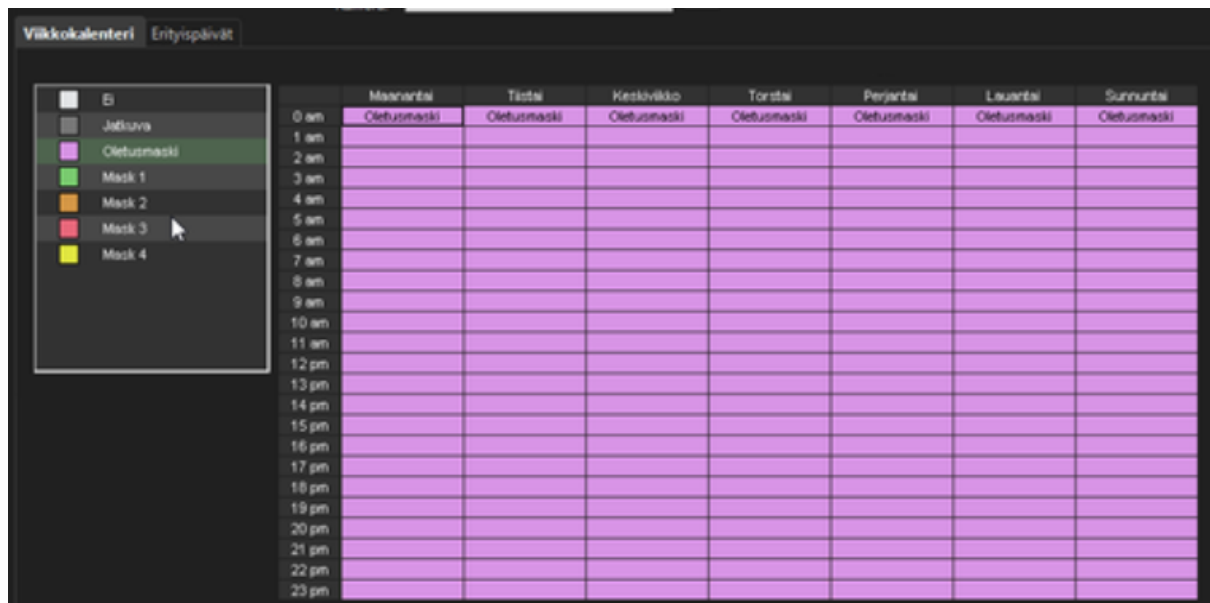 Viikkokalenteri Erityispäivät
Ei
Jatkuva
Oletusmaski
Mask 1
Mask 2
Mask 3
Mask 4
Maanantai Tiistai Keskiviikko Torstai Perjantai Lauantai Sunnuntai
0 am Oletusmaski Oletusmaski Oletusmaski Oletusmaski Oletusmaski Oletusmaski Oletusmaski
1 am
2 am
3 am
4 am
5 am
6 am
7 am
8 am
9 am
10 am
11 am
12 pm
13 pm
14 pm
15 pm
16 pm
17 pm
18 pm
19 pm
20 pm
21 pm
22 pm
23 pm